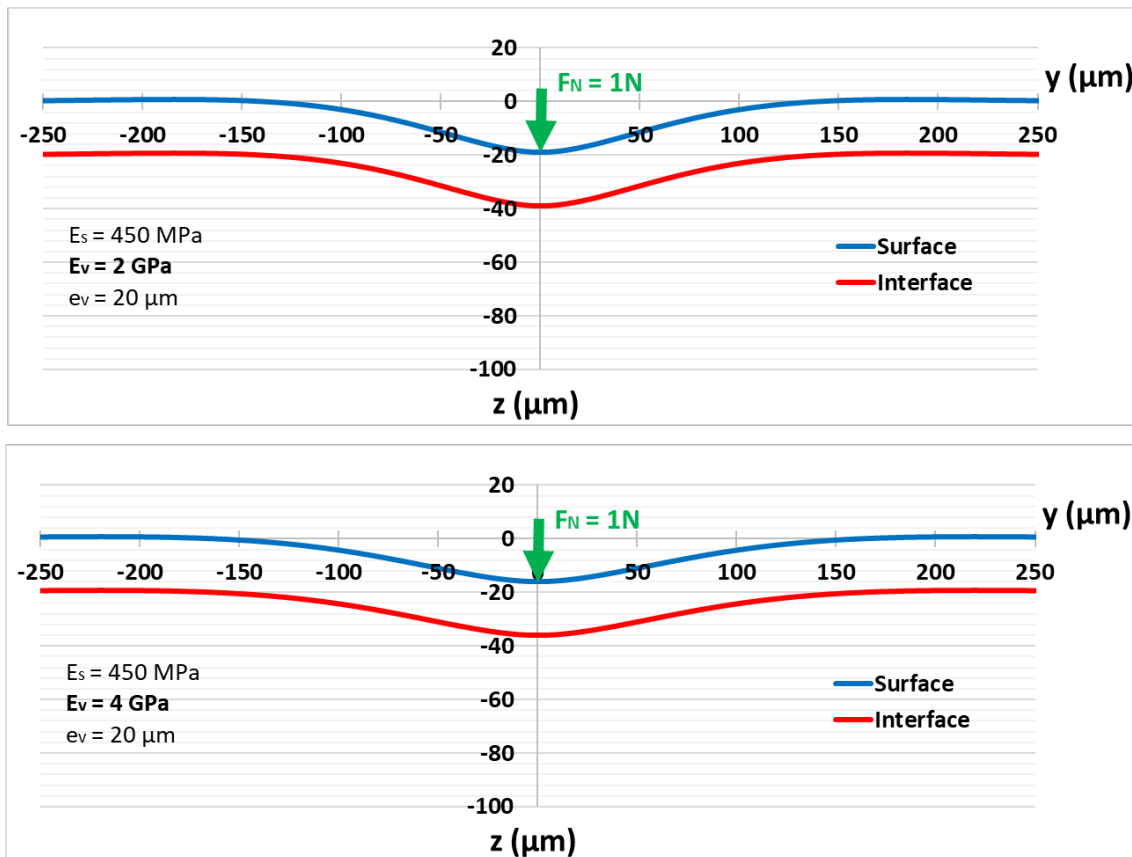 20
y (µm)
FN = 1N
0
-250 -200 -150 -100 -50 0 50 100 150 200 250
-20
-40
ES = 450 MPa
Surface
EV = 2 GPa
-60
Interface
eV = 20 µm
-80
-100
z (µm)
20
y (µm)
FN = 1N
0
-250 -200 -150 -100 -50 0 50 100 150 200 250
-20
-40
ES = 450 MPa
Surface
EV = 4 GPa
-60
Interface
eV = 20 µm
-80
-100
z (µm)